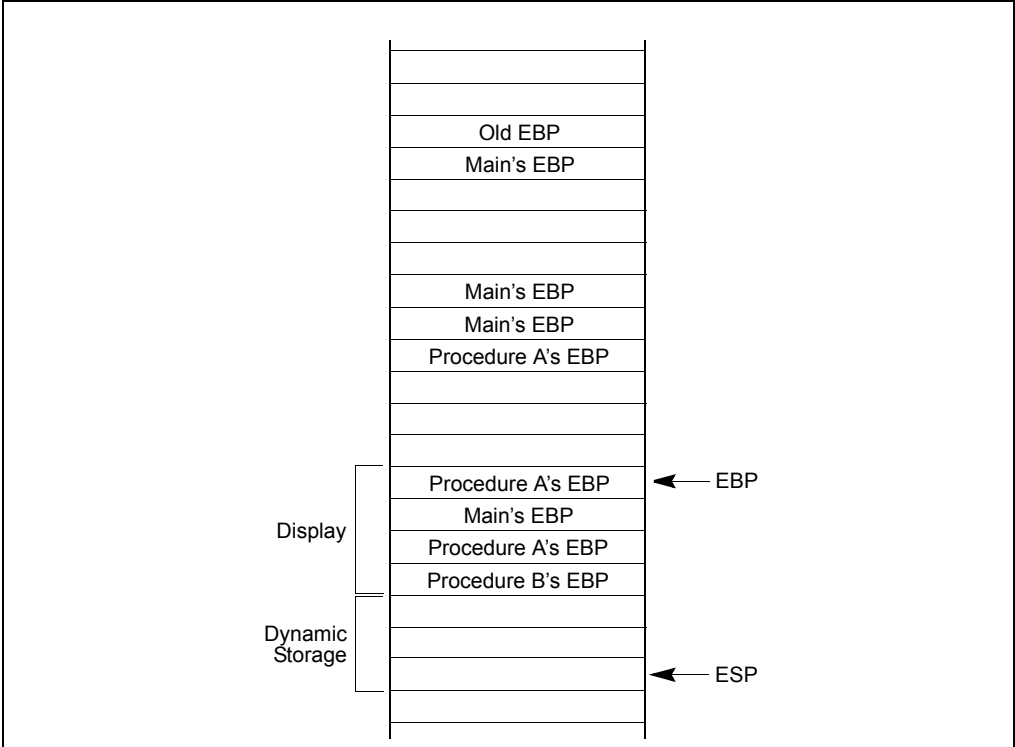 Old EBP
Main's EBP
Main's EBP
Main's EBP
Procedure A's EBP
Procedure A's EBP
EBP
Main's EBP
Display
Procedure A's EBP
Procedure B's EBP
Dynamic
Storage
ESP